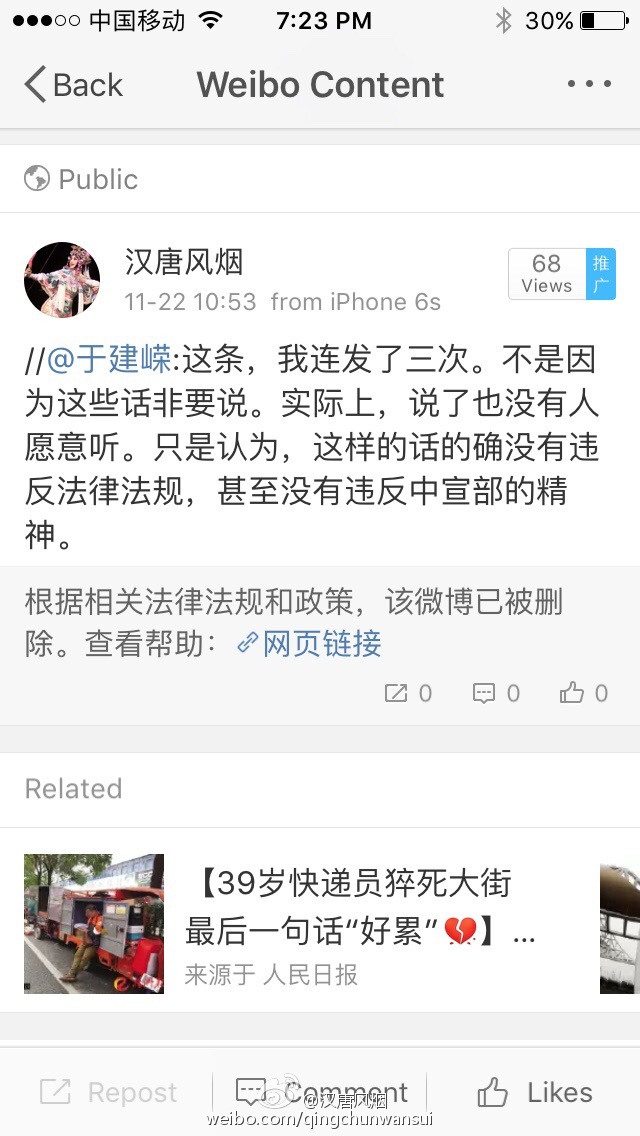 中国移动 7:23 PM 30%
Back Weibo Content
Public
汉唐风烟
68 Views 推广
11-22 10:53 from iPhone 6s
//@于建嵘:这条，我连发了三次。不是因
为这些话非要说。实际上，说了也没有人
愿意听。只是认为，这样的话的确没有违
反法律法规，甚至没有违反中宣部的精
神。
根据相关法律法规和政策，该微博已被删
除。查看帮助： 网页链接
0 0 0
Related
【39岁快递员猝死大街
最后一句话“好累”💔】...
来源于 人民日报
Repost Comment Likes
@汉唐风烟
weibo.com/qingchunwansui